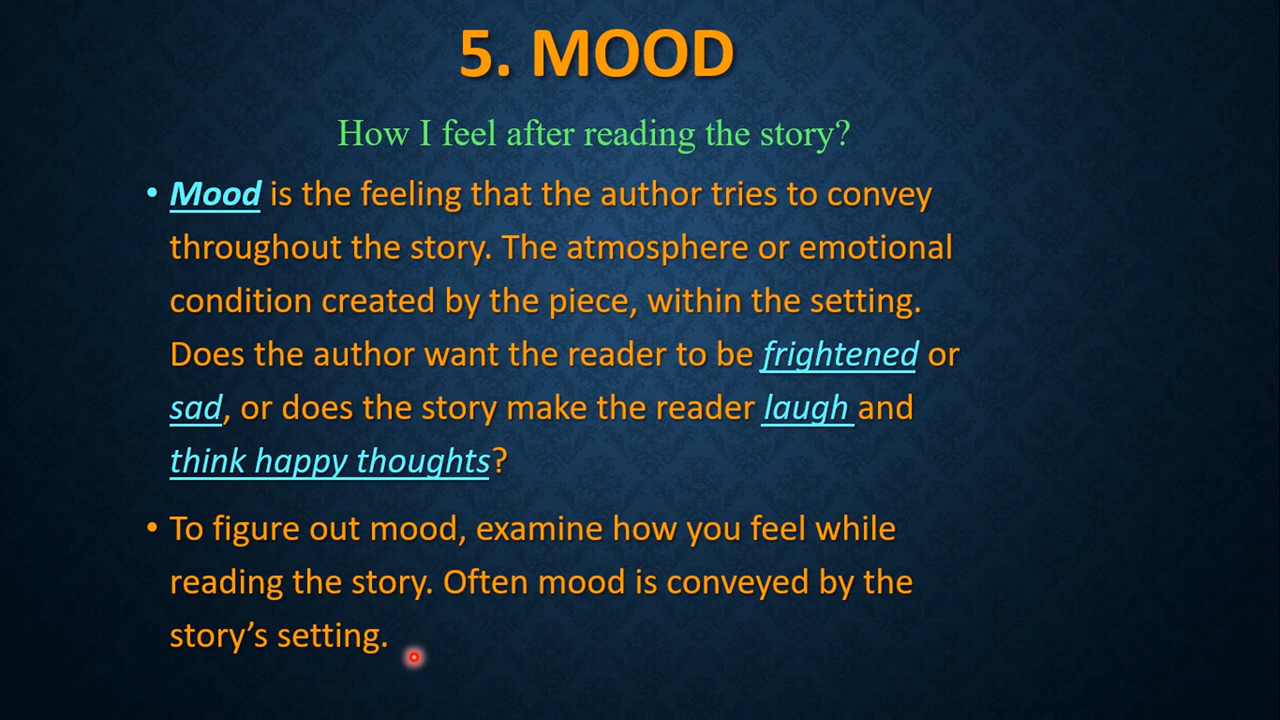 5. MOOD
How I feel after reading the story?
• Mood is the feeling that the author tries to convey
throughout the story. The atmosphere or emotional
condition created by the piece, within the setting.
Does the author want the reader to be frightened or
sad, or does the story make the reader laugh and
think happy thoughts?
• To figure out mood, examine how you feel while
reading the story. Often mood is conveyed by the
story’s setting.